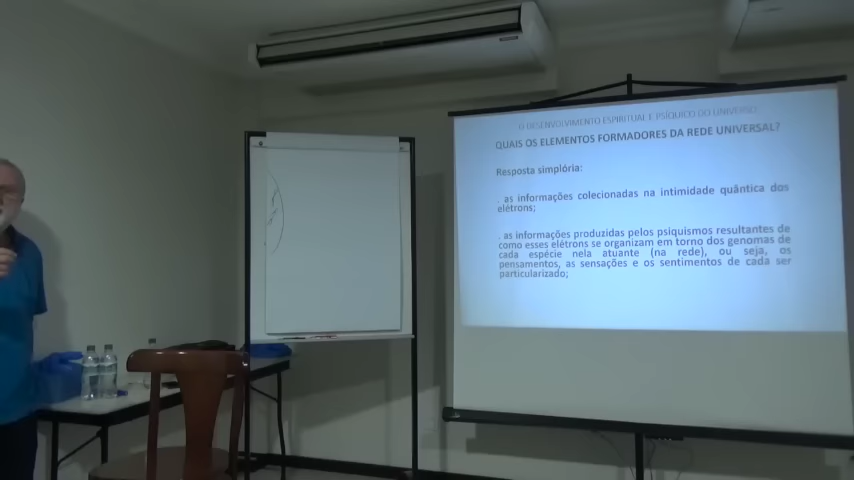 O DESENVOLVIMENTO ESPIRITUAL E PSÍQUICO DO UNIVERSO
QUAIS OS ELEMENTOS FORMADORES DA REDE UNIVERSAL?
Resposta simplória:
. as informações colecionadas na intimidade quântica dos
elétrons;
. as informações produzidas pelos psiquismos resultantes de
como esses elétrons se organizam em torno dos genomas de
cada espécie nela atuante (na rede), ou seja, os
pensamentos, as sensações e os sentimentos de cada ser
particularizado;